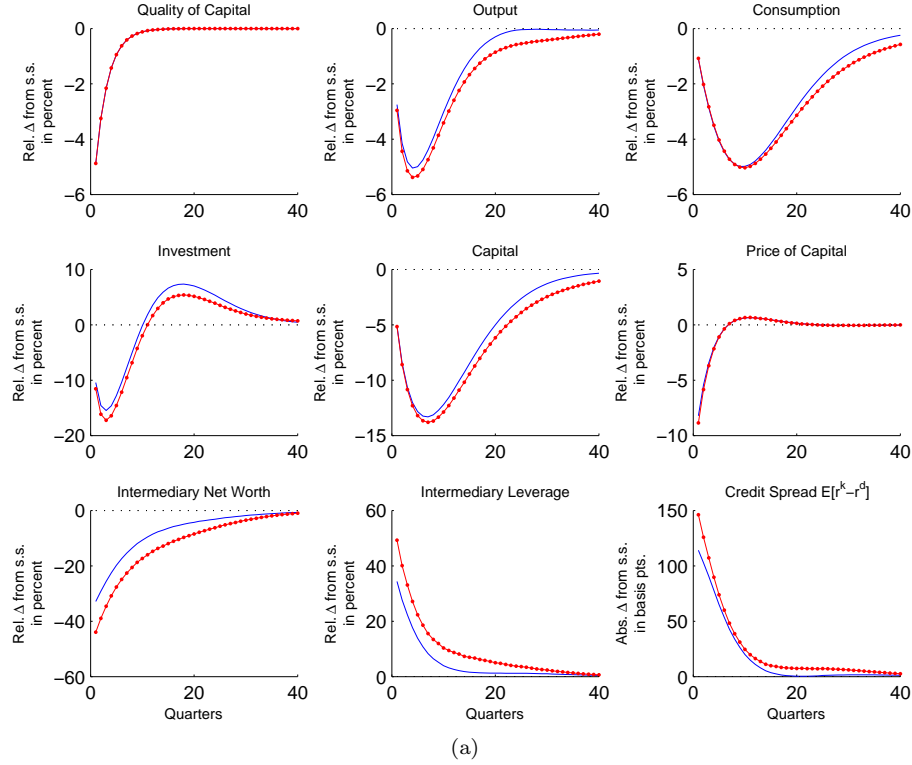 Quality of Capital
Output
Consumption
Rel. Δ from s.s.
in percent
0
−2
−4
−6
0
20
40
Rel. Δ from s.s.
in percent
0
−2
−4
−6
0
20
40
Rel. Δ from s.s.
in percent
0
−2
−4
−6
0
20
40
Investment
Capital
Price of Capital
Rel. Δ from s.s.
in percent
10
0
−10
−20
0
20
40
Rel. Δ from s.s.
in percent
0
−5
−10
−15
0
20
40
Rel. Δ from s.s.
in percent
5
0
−5
−10
0
20
40
Intermediary Net Worth
Intermediary Leverage
Credit Spread E[r^k−r^d]
Rel. Δ from s.s.
in percent
0
−20
−40
−60
0
20
40
Quarters
Rel. Δ from s.s.
in percent
60
40
20
0
0
20
40
Quarters
Abs. Δ from s.s.
in basis pts.
150
100
50
0
0
20
40
Quarters
(a)